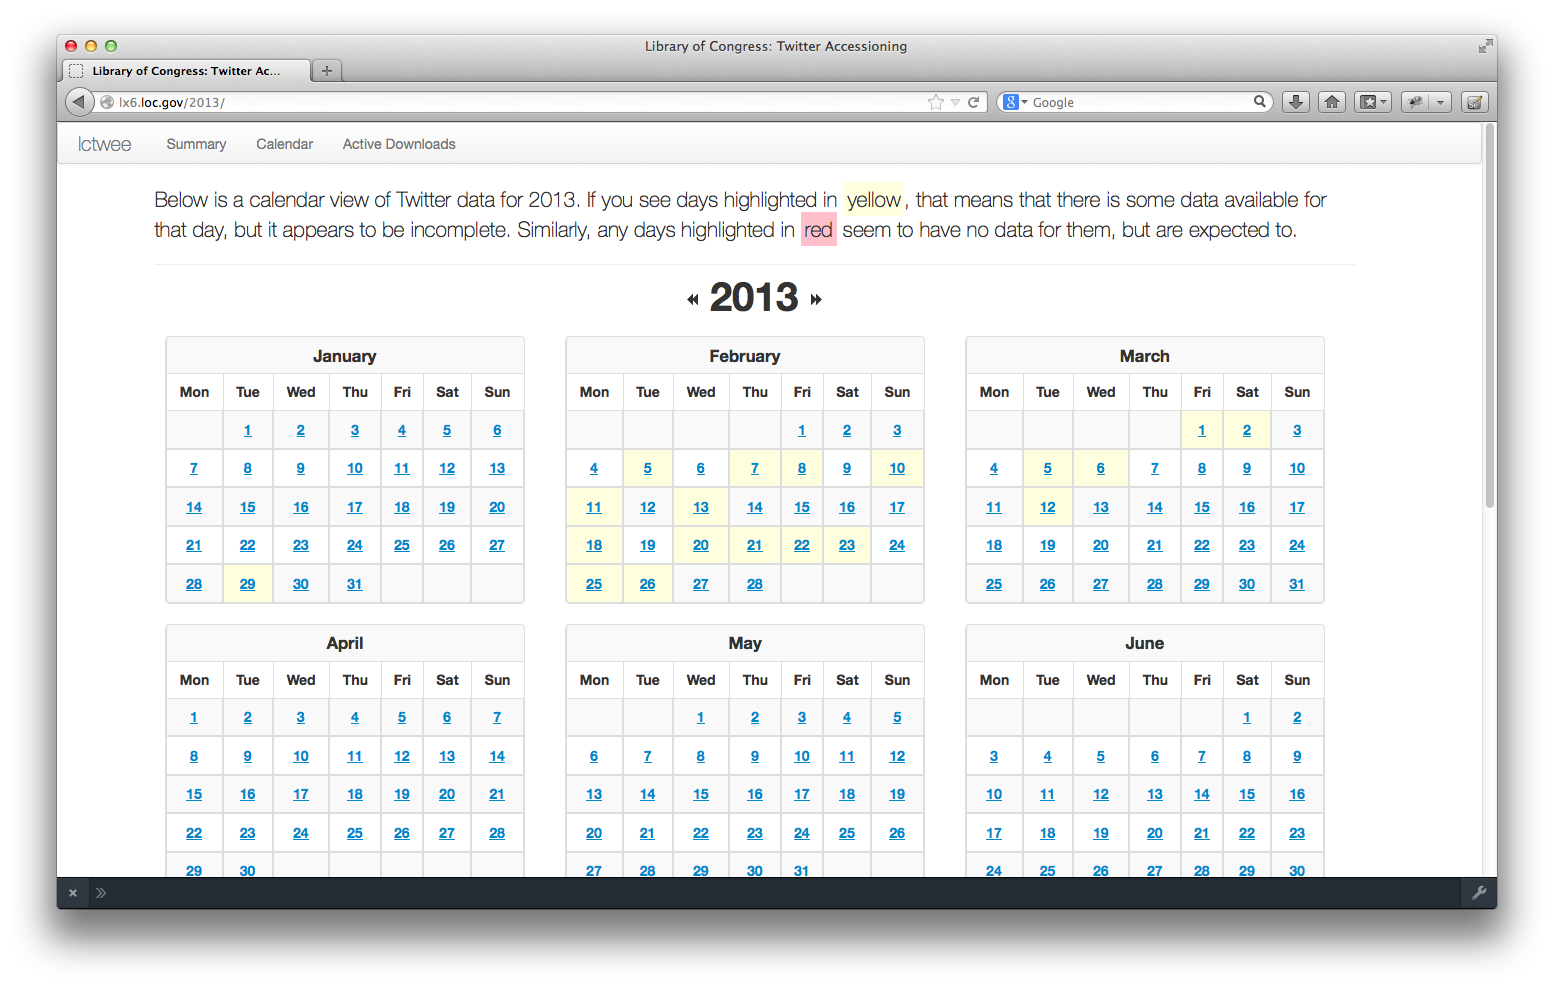 Library of Congress: Twitter Accessioning
Library of Congress: Twitter Ac...
lx6.loc.gov/2013/
Google
lctwee Summary Calendar Active Downloads
Below is a calendar view of Twitter data for 2013. If you see days highlighted in yellow, that means that there is some data available for
that day, but it appears to be incomplete. Similarly, any days highlighted in red seem to have no data for them, but are expected to.
2013
January
Mon Tue Wed Thu Fri Sat Sun
1 2 3 4 5 6
7 8 9 10 11 12 13
14 15 16 17 18 19 20
21 22 23 24 25 26 27
28 29 30 31
February
Mon Tue Wed Thu Fri Sat Sun
1 2 3
4 5 6 7 8 9 10
11 12 13 14 15 16 17
18 19 20 21 22 23 24
25 26 27 28
March
Mon Tue Wed Thu Fri Sat Sun
1 2 3
4 5 6 7 8 9 10
11 12 13 14 15 16 17
18 19 20 21 22 23 24
25 26 27 28 29 30 31
April
Mon Tue Wed Thu Fri Sat Sun
1 2 3 4 5 6 7
8 9 10 11 12 13 14
15 16 17 18 19 20 21
22 23 24 25 26 27 28
29 30
May
Mon Tue Wed Thu Fri Sat Sun
1 2 3 4 5
6 7 8 9 10 11 12
13 14 15 16 17 18 19
20 21 22 23 24 25 26
27 28 29 30 31
June
Mon Tue Wed Thu Fri Sat Sun
1 2
3 4 5 6 7 8 9
10 11 12 13 14 15 16
17 18 19 20 21 22 23
24 25 26 27 28 29 30